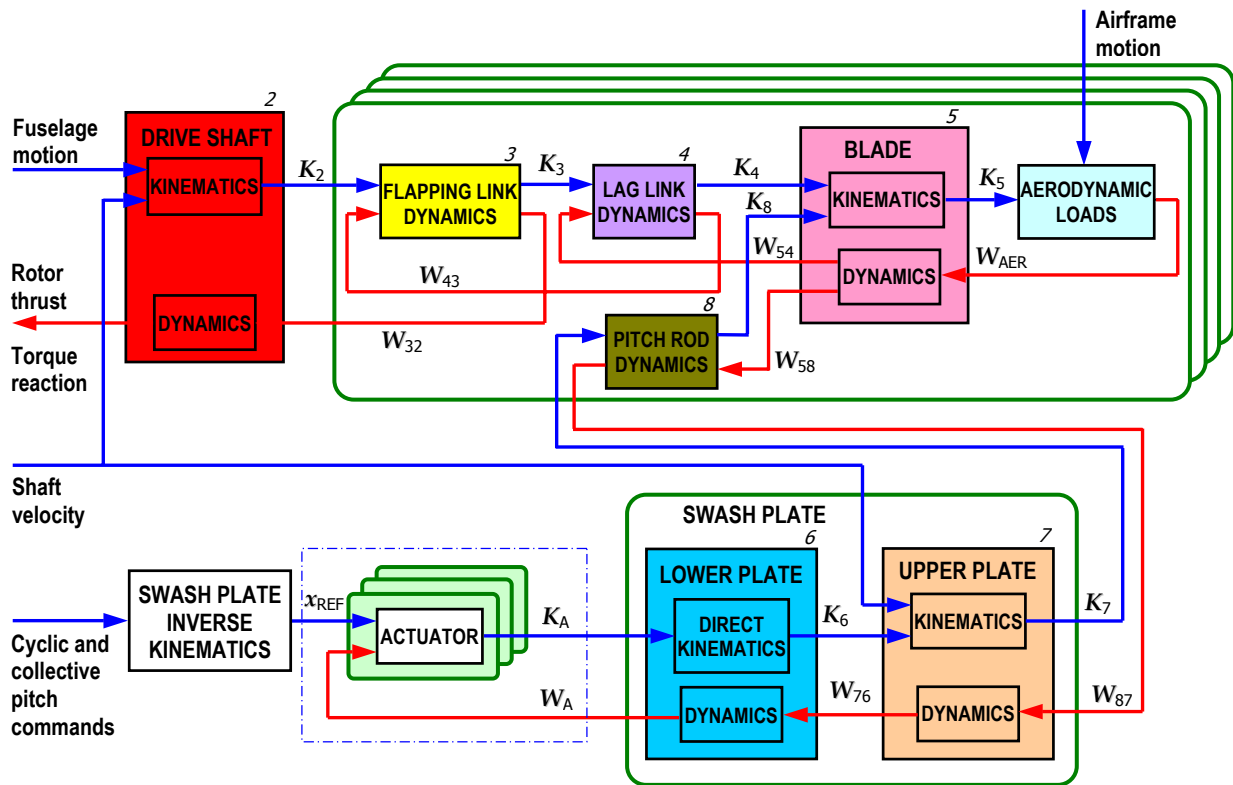 Airframe
motion
2
Fuselage
motion
DRIVE SHAFT
KINEMATICS
K2
3
FLAPPING LINK
DYNAMICS
K3
4
LAG LINK
DYNAMICS
K4
K8
5
BLADE
KINEMATICS
K5
AERODYNAMIC
LOADS
W54
DYNAMICS
WAER
W43
Rotor
thrust
DYNAMICS
W32
8
PITCH ROD
DYNAMICS
W58
Torque
reaction
Shaft
velocity
SWASH PLATE
6
7
LOWER PLATE
UPPER PLATE
SWASH PLATE
INVERSE
KINEMATICS
xREF
ACTUATOR
KA
DIRECT
KINEMATICS
K6
KINEMATICS
K7
Cyclic and
collective
pitch
commands
WA
DYNAMICS
W76
DYNAMICS
W87